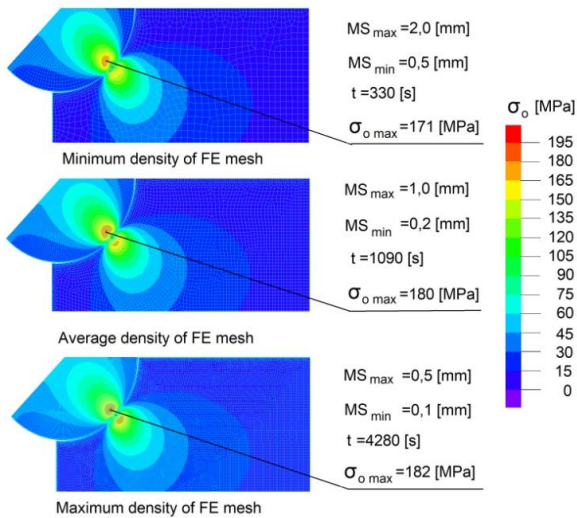 MS max =2,0 [mm]
MS min =0,5 [mm]
t =330 [s]
σo max =171 [MPa]
Minimum density of FE mesh
MS max =1,0 [mm]
MS min =0,2 [mm]
t =1090 [s]
σo max =180 [MPa]
Average density of FE mesh
MS max =0,5 [mm]
MS min =0,1 [mm]
t =4280 [s]
σo max =182 [MPa]
Maximum density of FE mesh
σo [MPa]
195
180
165
150
135
120
105
90
75
60
45
30
15
0